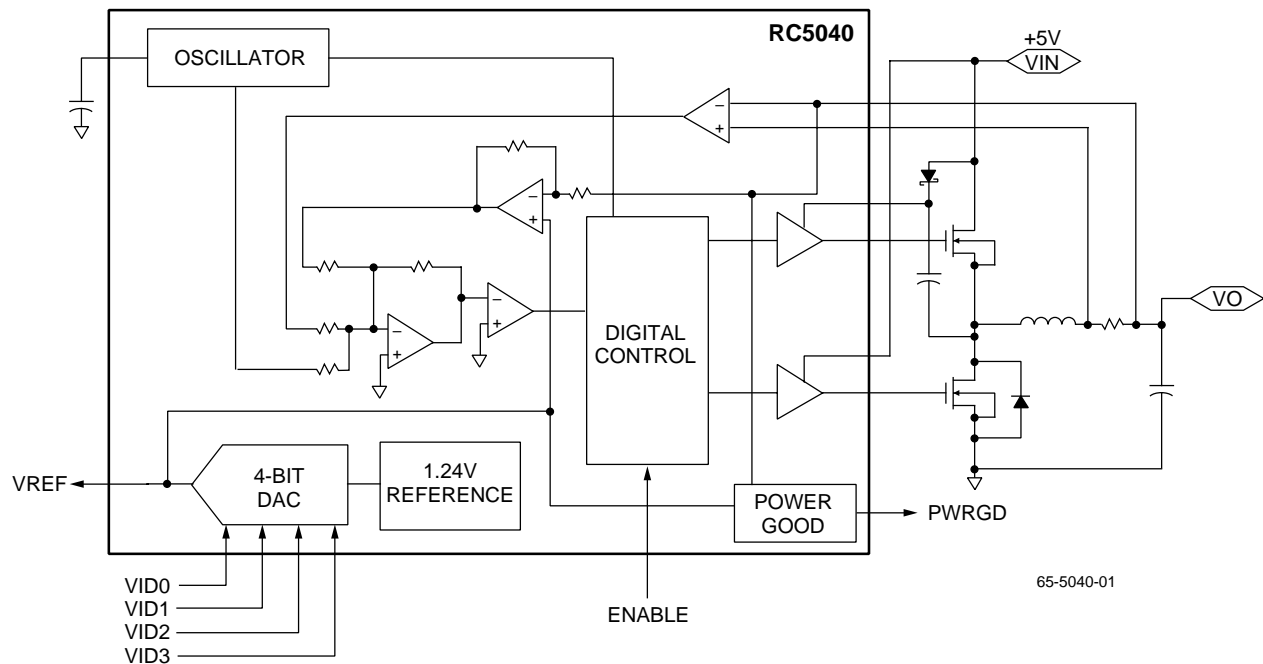 RC5040
OSCILLATOR
+5V
VIN
−
+
−
+
−
+
−
+
DIGITAL
CONTROL
VO
VREF
4-BIT
DAC
1.24V
REFERENCE
POWER
GOOD
PWRGD
VID0
VID1
VID2
VID3
ENABLE
65-5040-01